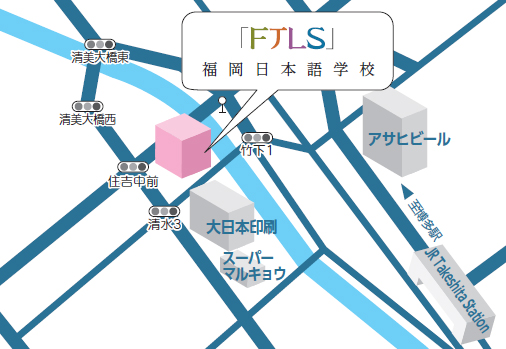 「FTLS」
福岡日本語学校
清美大橋東
清美大橋西
竹下1
アサヒビール
住吉中前
清水3
大日本印刷
至博多駅
スーパー
マルキョウ
JR Takeshita Station